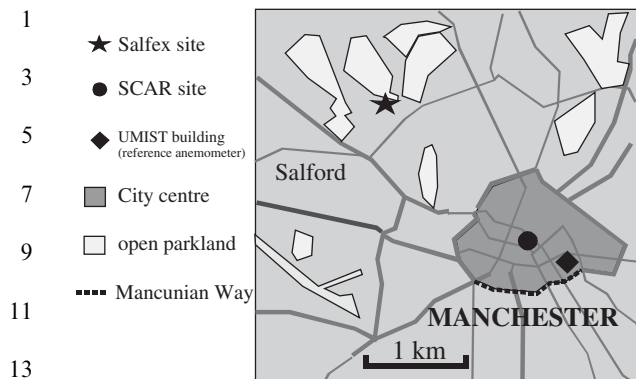 1
3
5
7
9
11
13
Salfex site
SCAR site
UMIST building
(reference anemometer)
City centre
open parkland
Mancunian Way
Salford
MANCHESTER
1 km